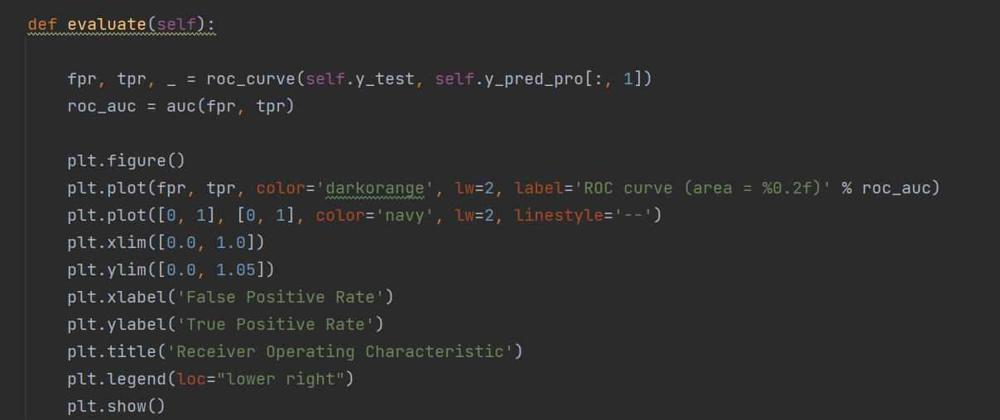 def evaluate(self):
fpr, tpr, _ = roc_curve(self.y_test, self.y_pred_pro[:, 1])
roc_auc = auc(fpr, tpr)
plt.figure()
plt.plot(fpr, tpr, color='darkorange', lw=2, label='ROC curve (area = %0.2f)' % roc_auc)
plt.plot([0, 1], [0, 1], color='navy', lw=2, linestyle='--')
plt.xlim([0.0, 1.0])
plt.ylim([0.0, 1.05])
plt.xlabel('False Positive Rate')
plt.ylabel('True Positive Rate')
plt.title('Receiver Operating Characteristic')
plt.legend(loc="lower right")
plt.show()